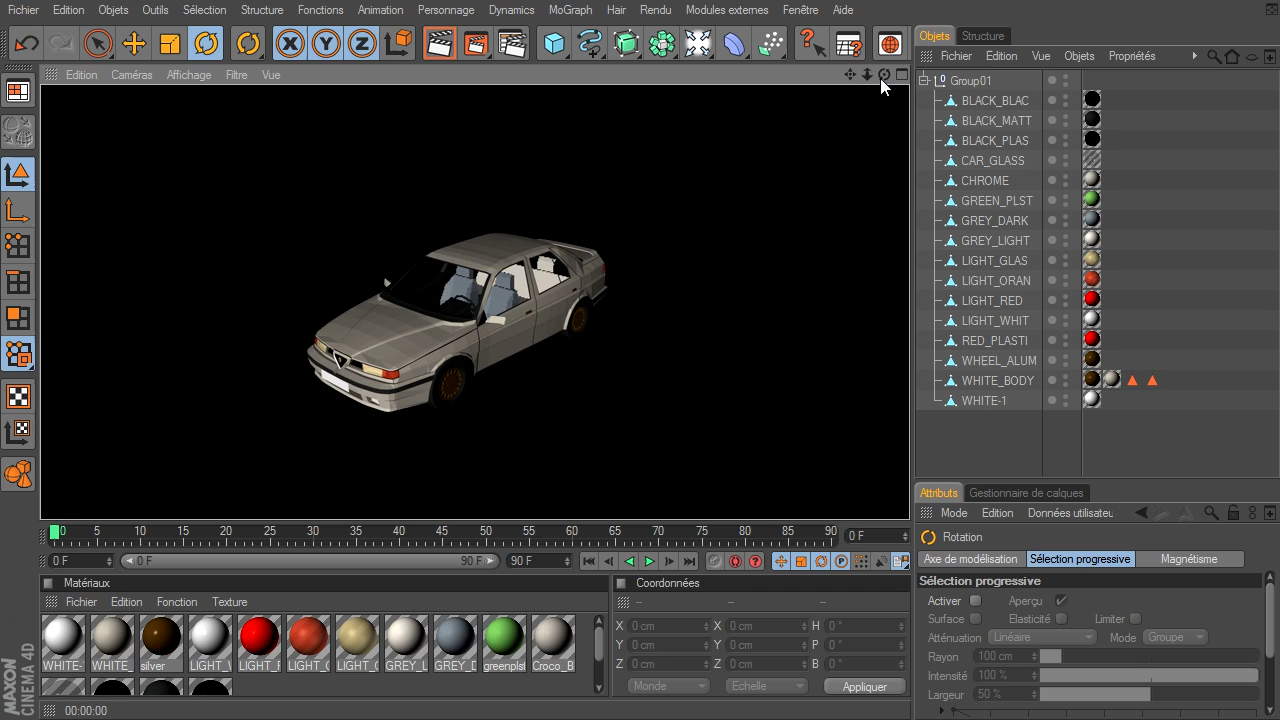 Fichier Edition Objets Outils Sélection Structure Fonctions Animation Personnage Dynamics MoGraph Hair Rendu Modules externes Fenêtre Aide
Objets Structure
Fichier Edition Vue Objets Propriétés
Edition Caméras Affichage Filtre Vue
Group01
BLACK_BLAC
BLACK_MATT
BLACK_PLAS
CAR_GLASS
CHROME
GREEN_PLST
GREY_DARK
GREY_LIGHT
LIGHT_GLAS
LIGHT_ORAN
LIGHT_RED
LIGHT_WHIT
RED_PLASTI
WHEEL_ALUM
WHITE_BODY
WHITE-1
Attributs Gestionnaire de calques
Mode Edition Données utilisateu
Rotation
Axe de modélisation Sélection progressive Magnétisme
Sélection progressive
Activer Aperçu
Surface Elasticité Limiter
Atténuation Linéaire Mode Groupe
Rayon 100 cm
Intensité 100 %
Largeur 50 %
0 5 10 15 20 25 30 35 40 45 50 55 60 65 70 75 80 85 90 0 F
0 F 0 F 90 F 90 F
Matériaux
Fichier Edition Fonction Texture
WHITE- WHITE_ silver LIGHT_ LIGHT_ LIGHT_ LIGHT_ GREY_L GREY_D greenplst Croco_B
Coordonnées
-- -- --
X 0 cm X 0 cm H 0 °
Y 0 cm Y 0 cm P 0 °
Z 0 cm Z 0 cm B 0 °
Monde Echelle Appliquer
MAXON
CINEMA 4D
00:00:00